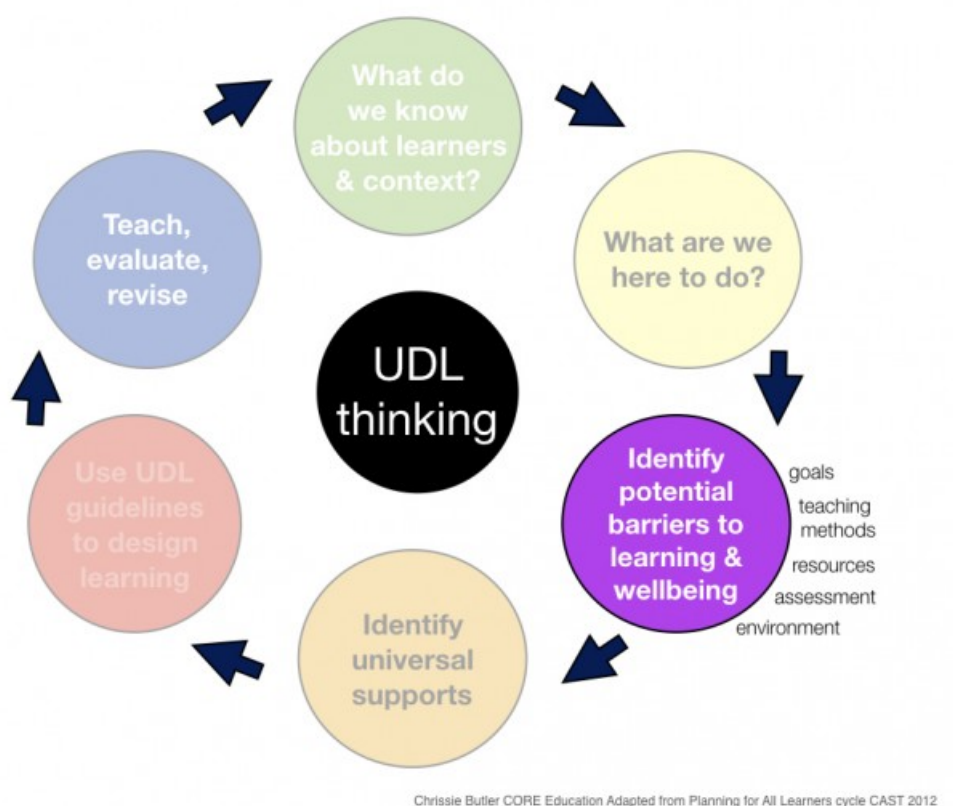 What do
we know
about learners
& context?
What are we
here to do?
Identify
potential
barriers to
learning &
wellbeing
goals
teaching
methods
resources
assessment
environment
Identify
universal
supports
Use UDL
guidelines
to design
learning
Teach,
evaluate,
revise
UDL
thinking
Chrissie Butler CORE Education Adapted from Planning for All Learners cycle CAST 2012